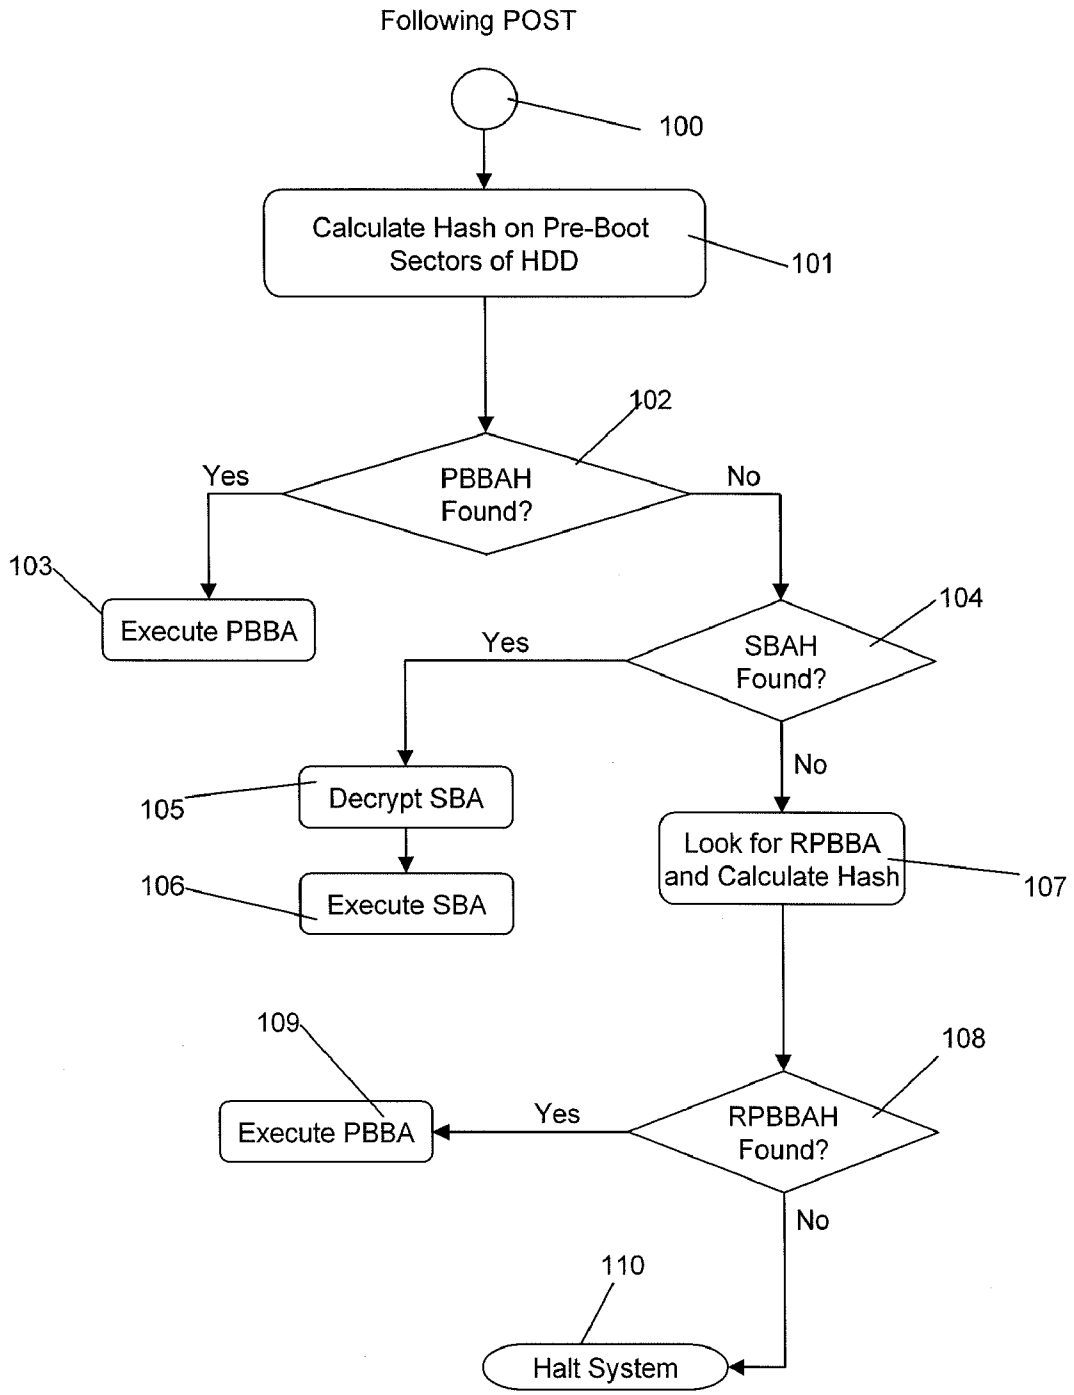 Following POST
100
Calculate Hash on Pre-Boot
Sectors of HDD
101
102
PBBAH
Found?
Yes
No
103
Execute PBBA
104
SBAH
Found?
Yes
No
105
Decrypt SBA
106
Execute SBA
Look for RPBBA
and Calculate Hash
107
108
RPBBAH
Found?
109
Yes
Execute PBBA
No
110
Halt System